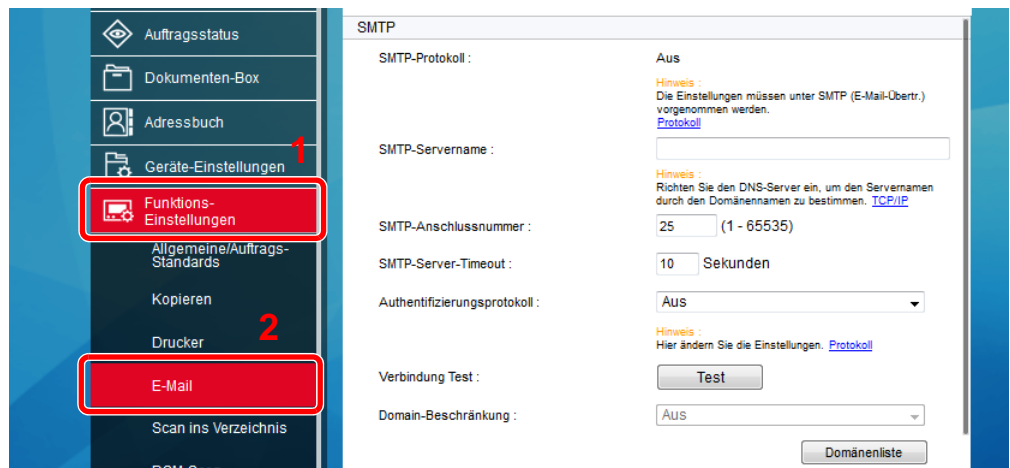 Auftragsstatus
Dokumenten-Box
Adressbuch
1
Geräte-Einstellungen
Funktions-
Einstellungen
Allgemeine/Auftrags-
Standards
Kopieren
2
Drucker
E-Mail
Scan ins Verzeichnis
SMTP
SMTP-Protokoll :
Aus
Hinweis :
Die Einstellungen müssen unter SMTP (E-Mail-Übertr.)
vorgenommen werden.
Protokoll
SMTP-Servername :
Hinweis :
Richten Sie den DNS-Server ein, um den Servernamen
durch den Domänennamen zu bestimmen. TCP/IP
SMTP-Anschlussnummer :
25 (1 - 65535)
SMTP-Server-Timeout :
10 Sekunden
Authentifizierungsprotokoll :
Aus
Hinweis :
Hier ändern Sie die Einstellungen. Protokoll
Verbindung Test :
Test
Domain-Beschränkung :
Aus
Domänenliste